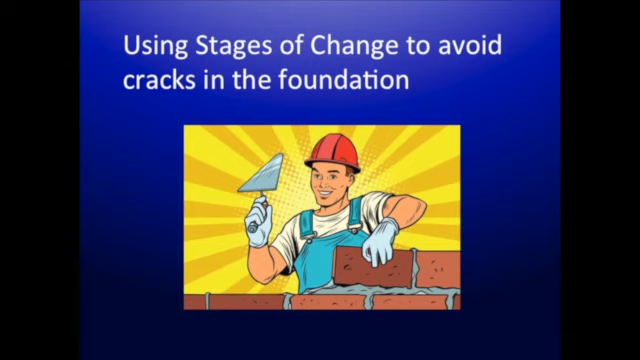 Using Stages of Change to avoid
cracks in the foundation